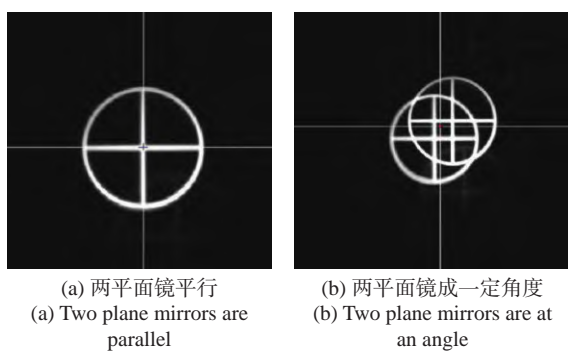 (a) 两平面镜平行
(a) Two plane mirrors are
parallel
(b) 两平面镜成一定角度
(b) Two plane mirrors are at
an angle